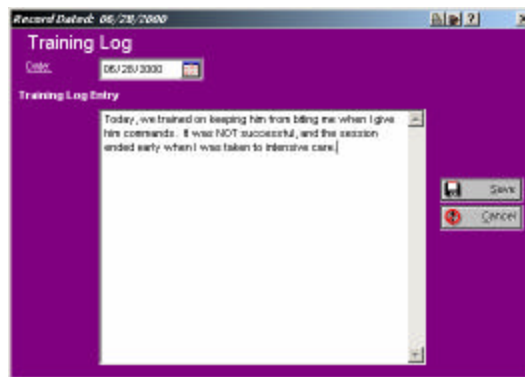 Record Dated: 06/28/2000
?
Training Log
Date:
06/28/2000
Training Log Entry
Today, we trained on keeping him from biting me when I give
him commands. It was NOT successful, and the session
ended early when I was taken to intensive care.
Save
Cancel